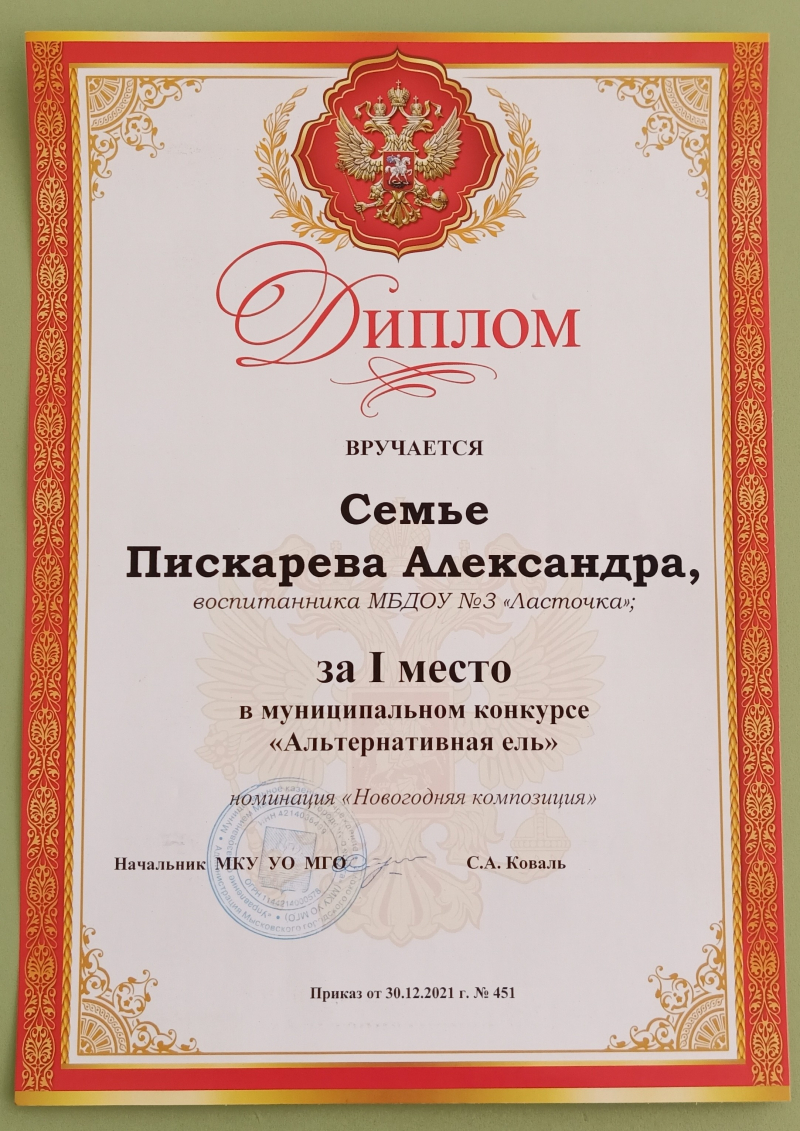 Диплом
ВРУЧАЕТСЯ
Семье
Пискарева Александра,
воспитанника МБДОУ №3 «Ласточка»;
за I место
в муниципальном конкурсе
«Альтернативная ель»
номинация «Новогодняя композиция»
Начальник МКУ УО МГО
С.А. Коваль
Приказ от 30.12.2021 г. № 451